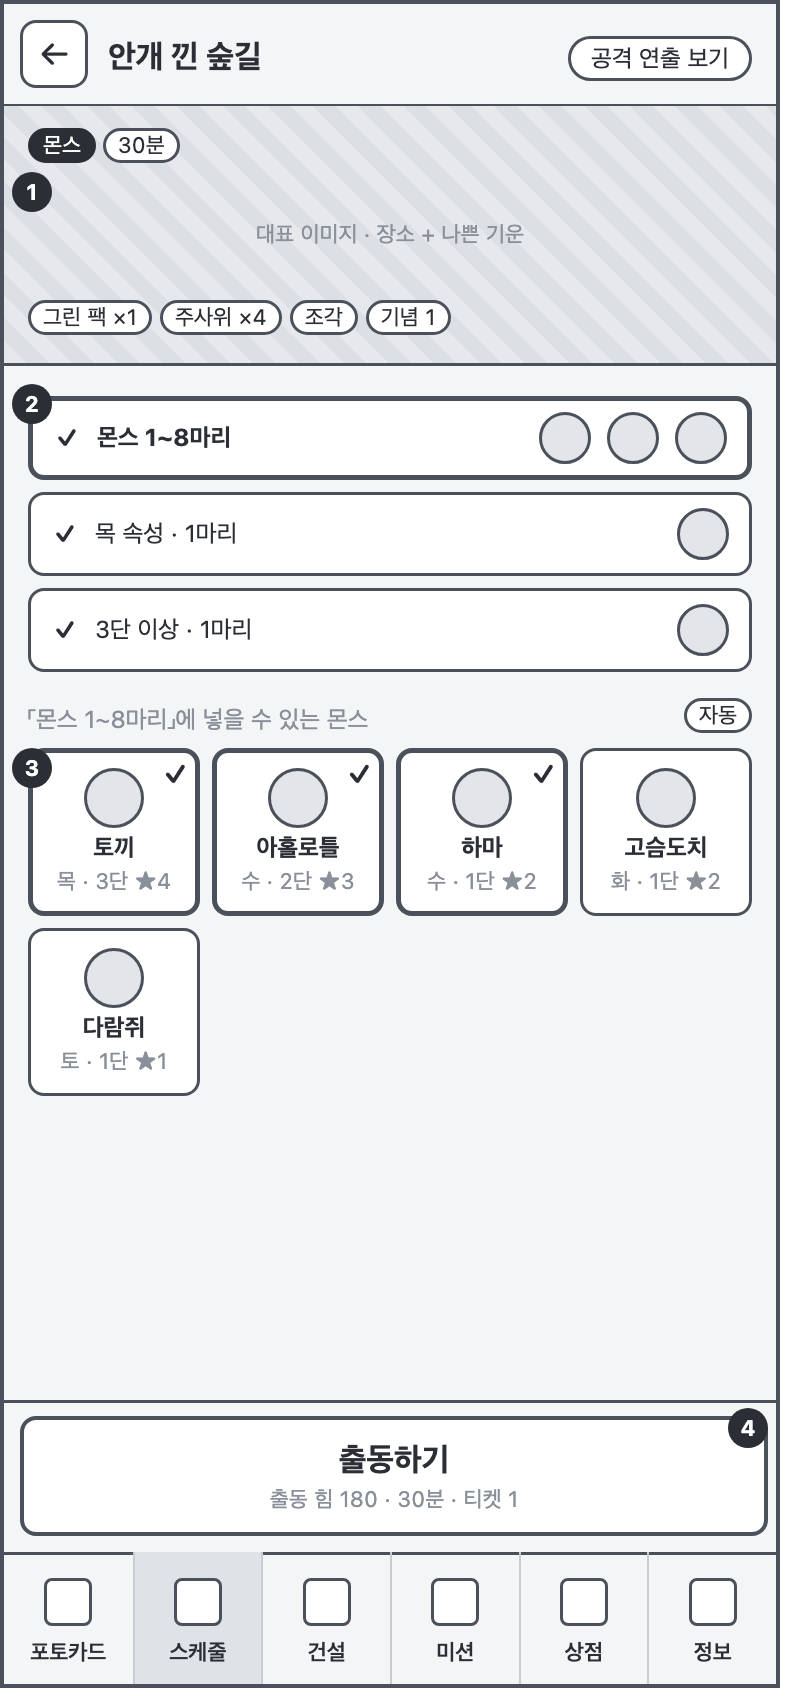 안개 낀 숲길
공격 연출 보기
몬스 30분
1
대표 이미지 · 장소 + 나쁜 기운
그린 팩 ×1 주사위 ×4 조각 기념 1
2
몬스 1~8마리
목 속성 · 1마리
3단 이상 · 1마리
「몬스 1~8마리」에 넣을 수 있는 몬스
자동
3
토끼
목 · 3단 ★4
아홀로틀
수 · 2단 ★3
하마
수 · 1단 ★2
고슴도치
화 · 1단 ★2
다람쥐
토 · 1단 ★1
4
출동하기
출동 힘 180 · 30분 · 티켓 1
포토카드 스케줄 건설 미션 상점 정보